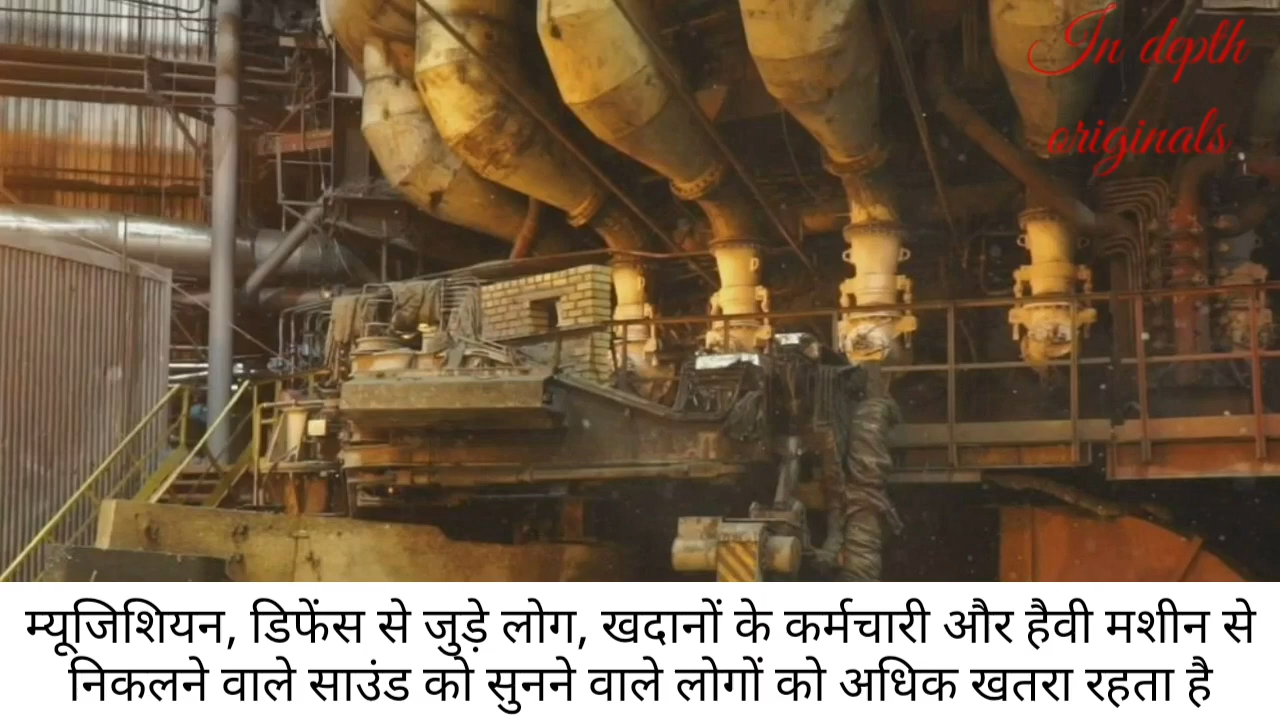 In depth
originals
म्यूजिशियन, डिफेंस से जुड़े लोग, खदानों के कर्मचारी और हैवी मशीन से
निकलने वाले साउंड को सुनने वाले लोगों को अधिक खतरा रहता है